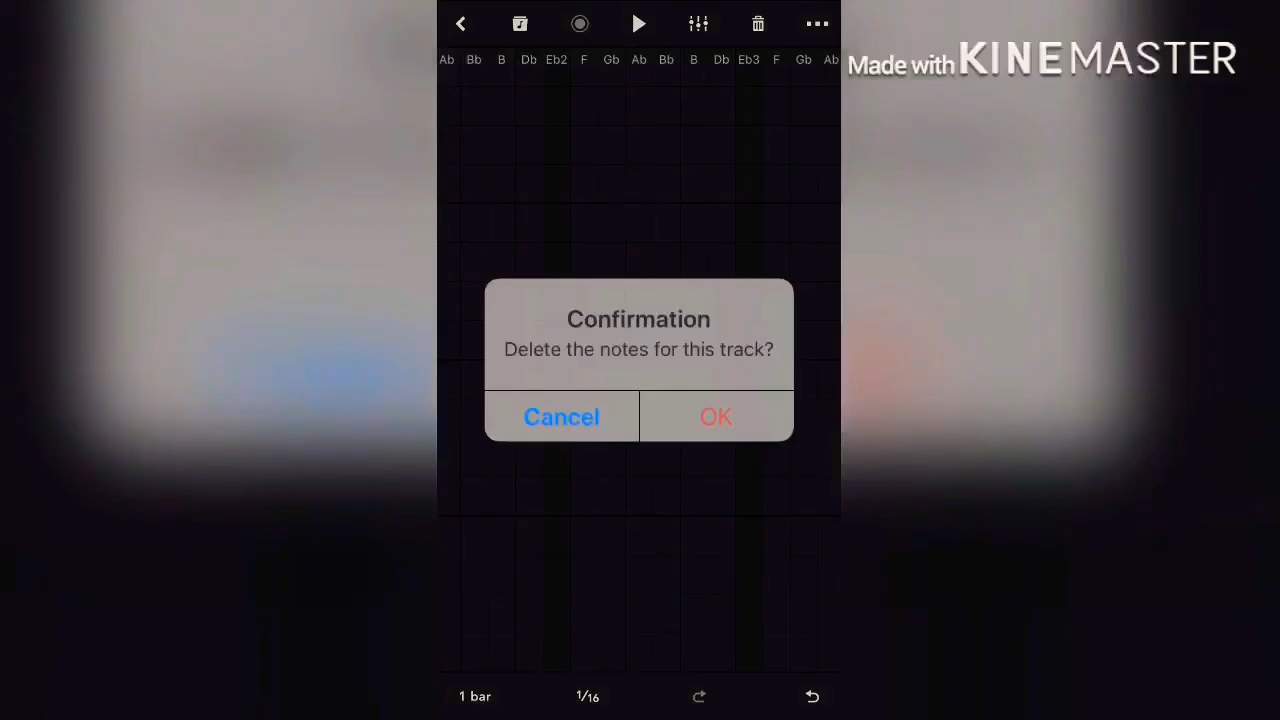 Made with KINEMASTER
Ab Bb B Db Eb2 F Gb Ab Bb B Db Eb3 F Gb Ab
Confirmation
Delete the notes for this track?
Cancel OK
1 bar 1/16